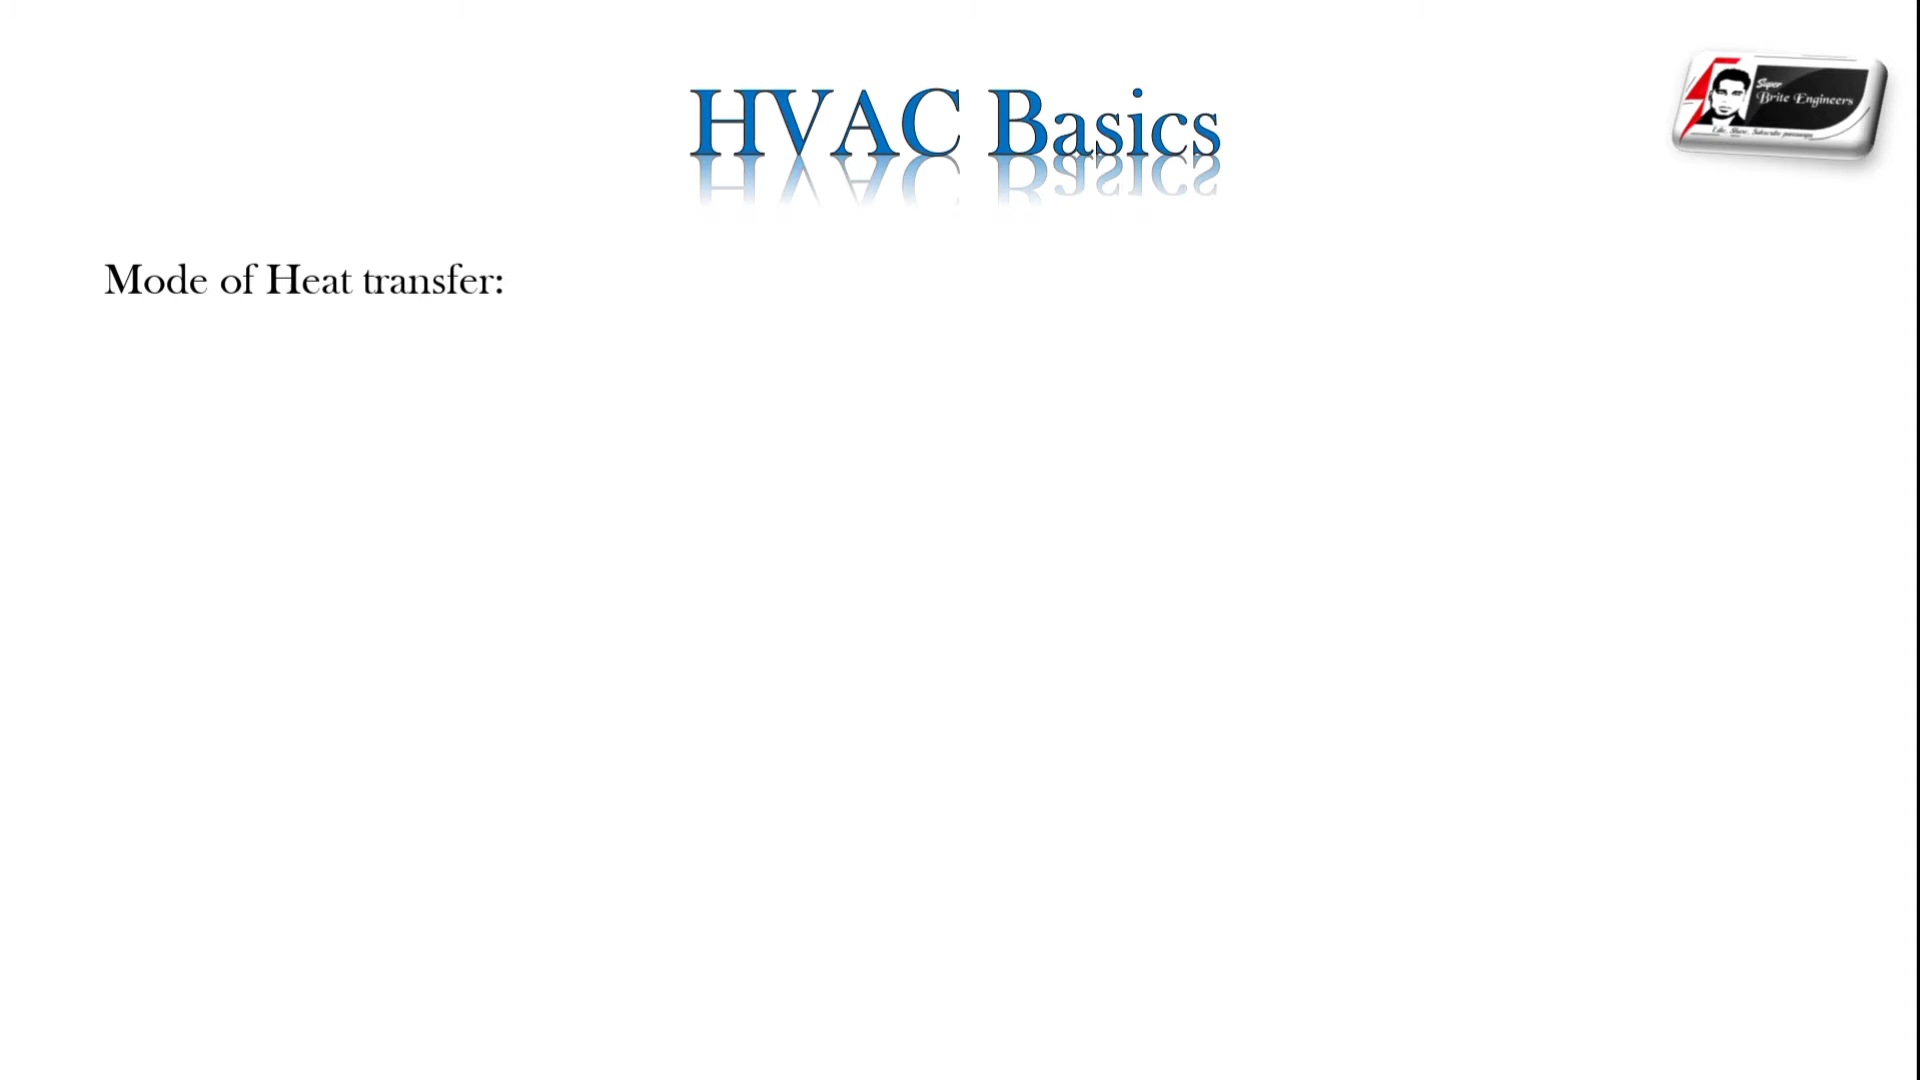 HVAC Basics
Super
Brite Engineers
Mode of Heat transfer: